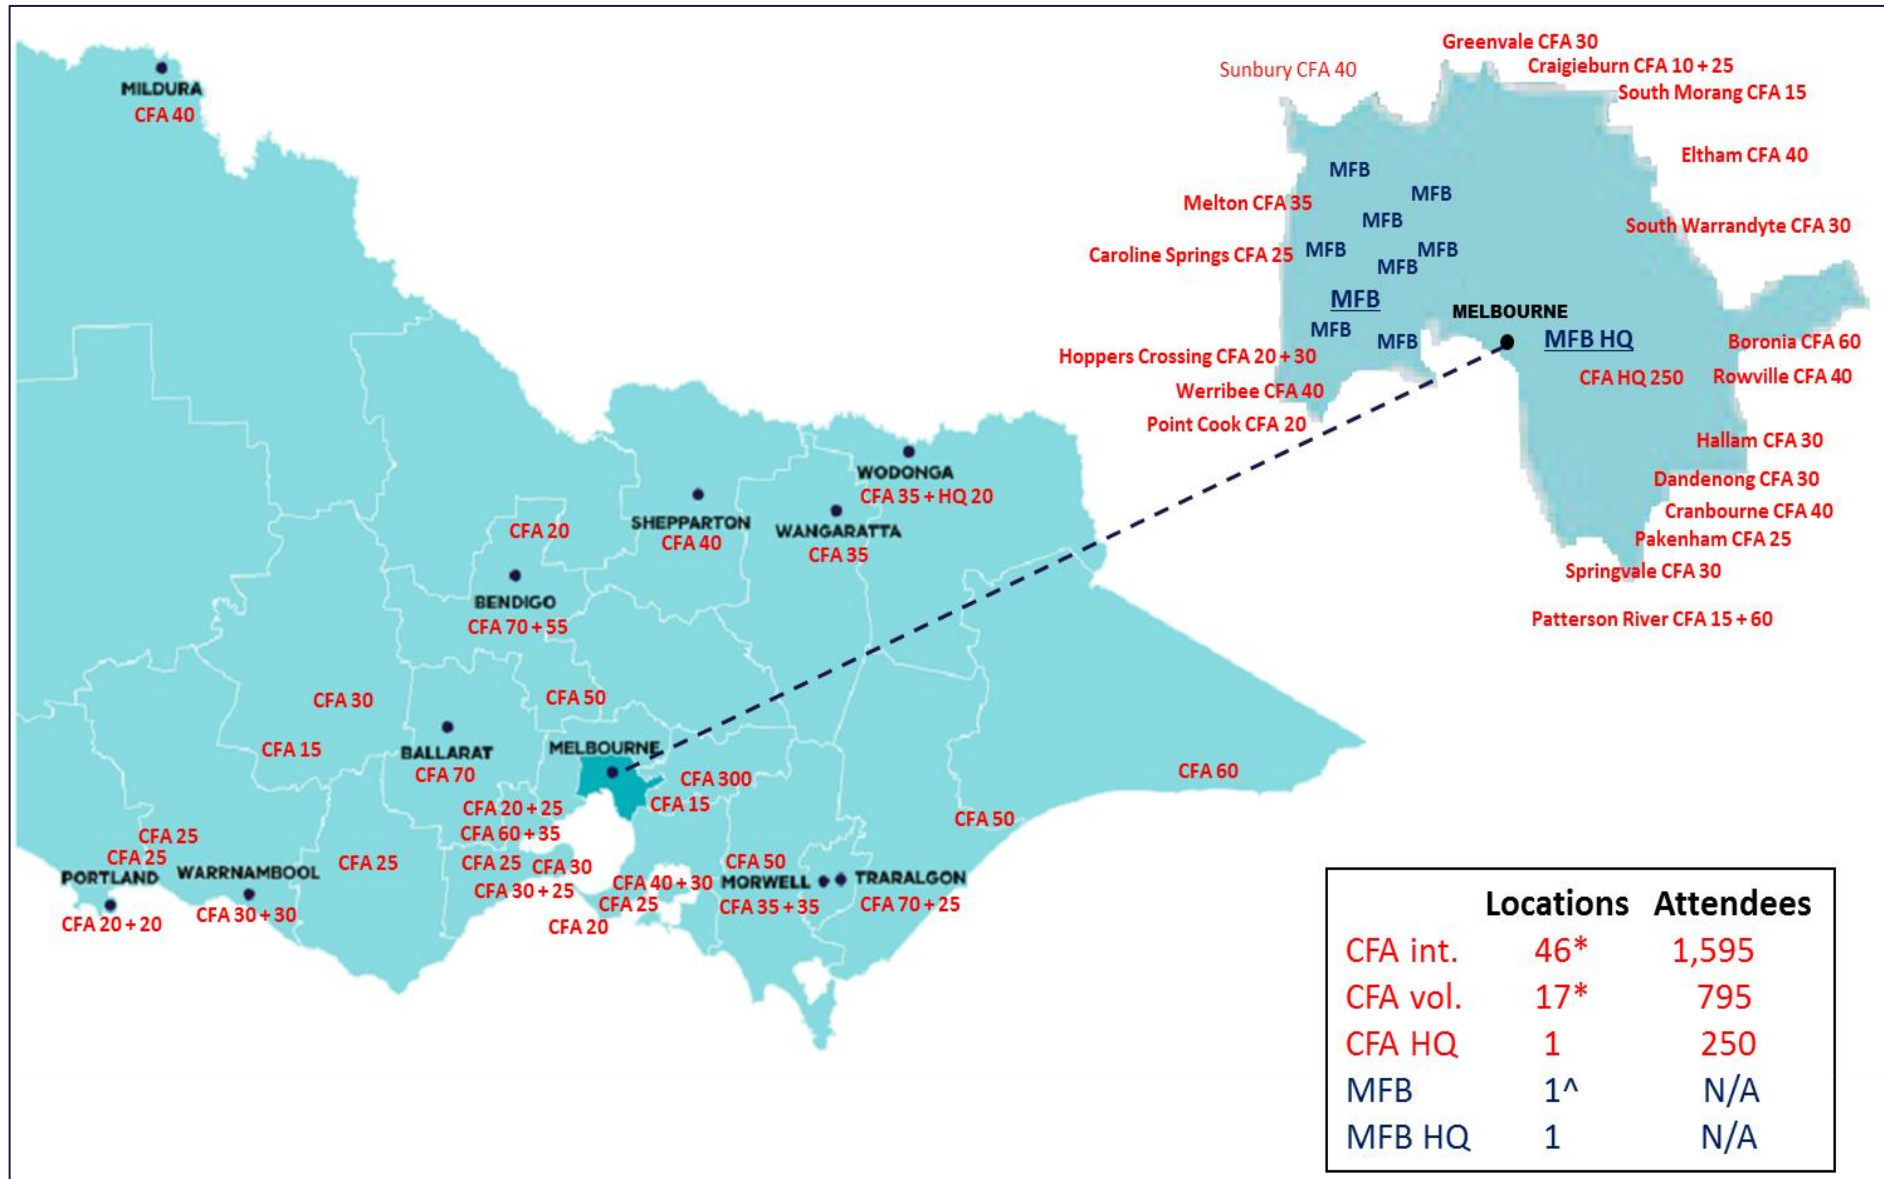 MILDURA
CFA 40
Greenvale CFA 30
Sunbury CFA 40
Craigieburn CFA 10 + 25
South Morang CFA 15
Eltham CFA 40
MFB
MFB
Melton CFA 35
MFB
South Warrandyte CFA 30
Caroline Springs CFA 25
MFB
MFB
MFB
MFB
MELBOURNE
MFB
MFB
MFB HQ
Boronia CFA 60
Hoppers Crossing CFA 20 + 30
CFA HQ 250
Rowville CFA 40
Werribee CFA 40
Point Cook CFA 20
Hallam CFA 30
Dandenong CFA 30
Cranbourne CFA 40
Pakenham CFA 25
Springvale CFA 30
Patterson River CFA 15 + 60
WODONGA
CFA 35 + HQ 20
SHEPPARTON
CFA 40
WANGARATTA
CFA 35
CFA 20
BENDIGO
CFA 70 + 55
CFA 30
CFA 50
CFA 15
BALLARAT
CFA 70
MELBOURNE
CFA 300
CFA 15
CFA 60
CFA 50
CFA 20 + 25
CFA 60 + 35
CFA 25
CFA 25
PORTLAND
CFA 20 + 20
WARRNAMBOOL
CFA 30 + 30
CFA 25
CFA 25
CFA 30
CFA 30 + 25
CFA 40 + 30
CFA 25
CFA 20
CFA 50
MORWELL
CFA 35 + 35
TRARALGON
CFA 70 + 25
Locations Attendees
CFA int. 46* 1,595
CFA vol. 17* 795
CFA HQ 1 250
MFB 1^ N/A
MFB HQ 1 N/A